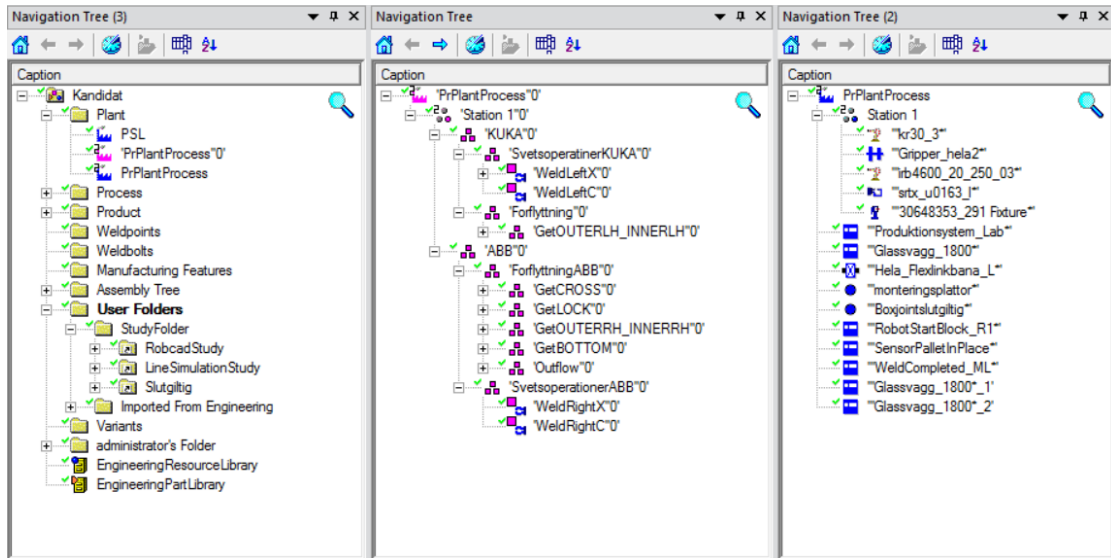 Navigation Tree (3)
Caption
Kandidat
Plant
PSL
'PrPlantProcess''0'
PrPlantProcess
Process
Product
Weldpoints
Weldbolts
Manufacturing Features
Assembly Tree
User Folders
StudyFolder
RobcadStudy
LineSimulationStudy
Slutgiltig
Imported From Engineering
Variants
administrator's Folder
EngineeringResourceLibrary
EngineeringPartLibrary
Navigation Tree
Caption
'PrPlantProcess''0'
'Station 1''0'
'KUKA''0'
'SvetsoperatinerKUKA''0'
'WeldLeftX''0'
'WeldLeftC''0'
'Forflyttning''0'
'GetOUTERLH_INNERLH''0'
'ABB''0'
'ForflyttningABB''0'
'GetCROSS''0'
'GetLOCK''0'
'GetOUTERRH_INNERRH''0'
'GetBOTTOM''0'
'Outflow''0'
'SvetsoperationerABB''0'
'WeldRightX''0'
'WeldRightC''0'
Navigation Tree (2)
Caption
PrPlantProcess
Station 1
'''kr30_3*''
'''Gripper_hela2*''
'''irb4600_20_250_03*''
'''srtx_u0163_l*''
'''30648353_291 Fixture*''
'''Produktionsystem_Lab*''
'''Glassvagg_1800*''
'''Hela_Flexlinkbana_L*''
'''monteringsplattor*''
'''Boxjointslutgiltig*''
'''RobotStartBlock_R1*''
'''SensorPalletInPlace*''
'''WeldCompleted_ML*''
'''Glassvagg_1800*_1'
'''Glassvagg_1800*_2'